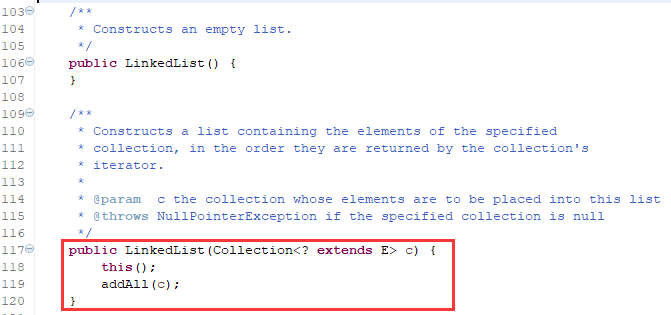 103 /**
104 * Constructs an empty list.
105 */
106 public LinkedList() {
107 }
108
109 /**
110 * Constructs a list containing the elements of the specified
111 * collection, in the order they are returned by the collection's
112 * iterator.
113 *
114 * @param  c the collection whose elements are to be placed into this list
115 * @throws NullPointerException if the specified collection is null
116 */
117 public LinkedList(Collection<? extends E> c) {
118 this();
119 addAll(c);
120 }